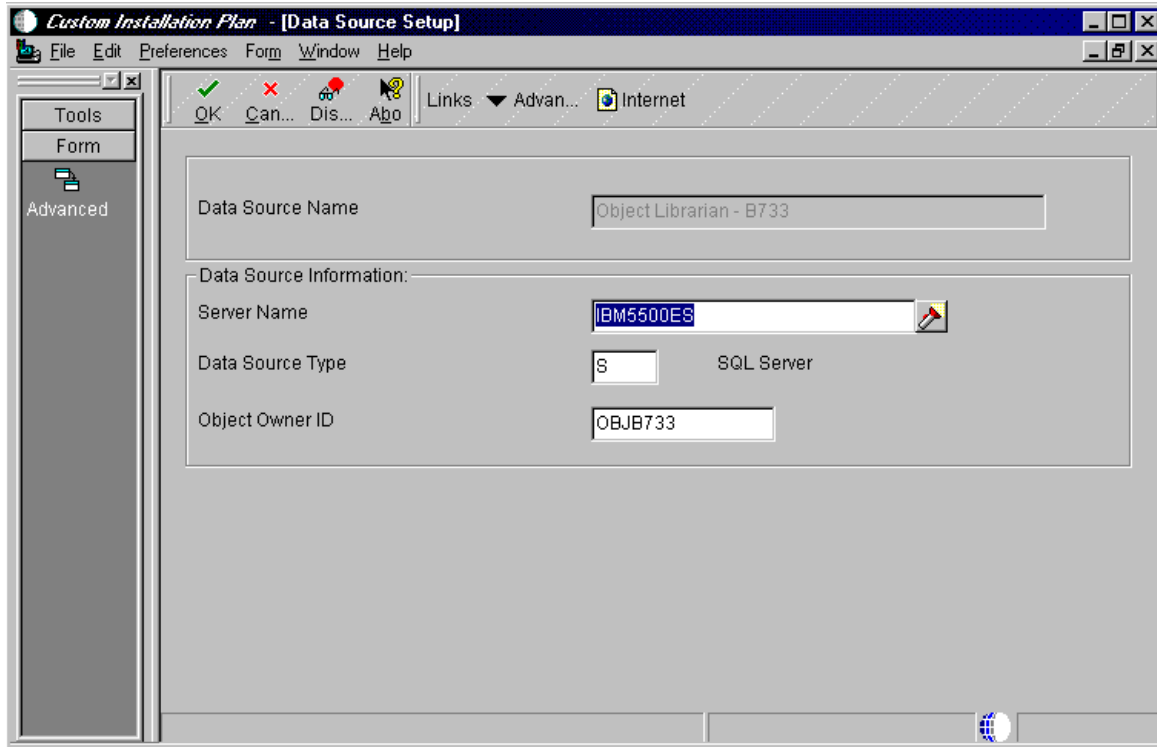 Custom Installation Plan - [Data Source Setup]
File Edit Preferences Form Window Help
Tools
Form
Advanced
OK Can... Dis... Abo Links Advan... Internet
Data Source Name Object Librarian - B733
Data Source Information:
Server Name IBM5500ES
Data Source Type S SQL Server
Object Owner ID OBJB733